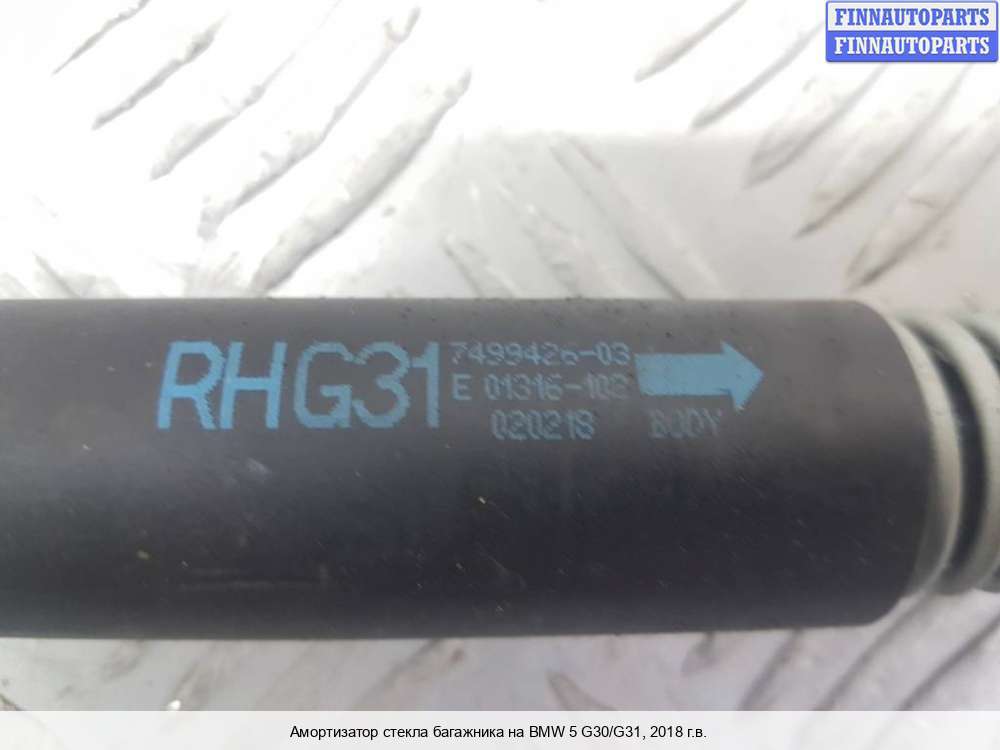 FINNAUTOPARTS
FINNAUTOPARTS
RHG31
7499426-03
E 01316-102
020218 BODY
Амортизатор стекла багажника на BMW 5 G30/G31, 2018 г.в.